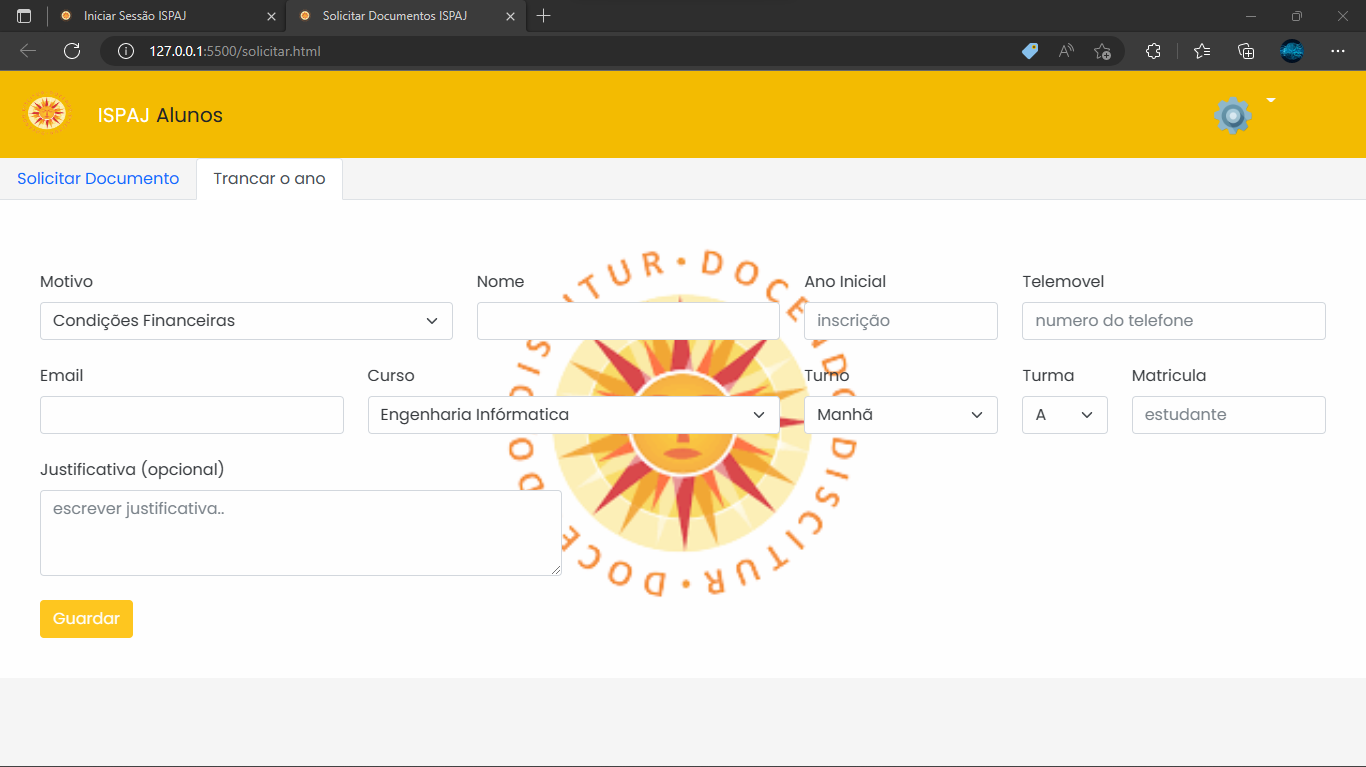 Iniciar Sessão ISPAJ
Solicitar Documentos ISPAJ
127.0.0.1:5500/solicitar.html
ISPAJ Alunos
Solicitar Documento
Trancar o ano
Motivo
Nome
Ano Inicial
Telemovel
Condições Financeiras
inscrição
numero do telefone
Email
Curso
Turno
Turma
Matricula
Engenharia Infórmatica
Manhã
A
estudante
Justificativa (opcional)
escrever justificativa..
Guardar
DOCENDO DISCITUR · DOCENDO DISCITUR ·